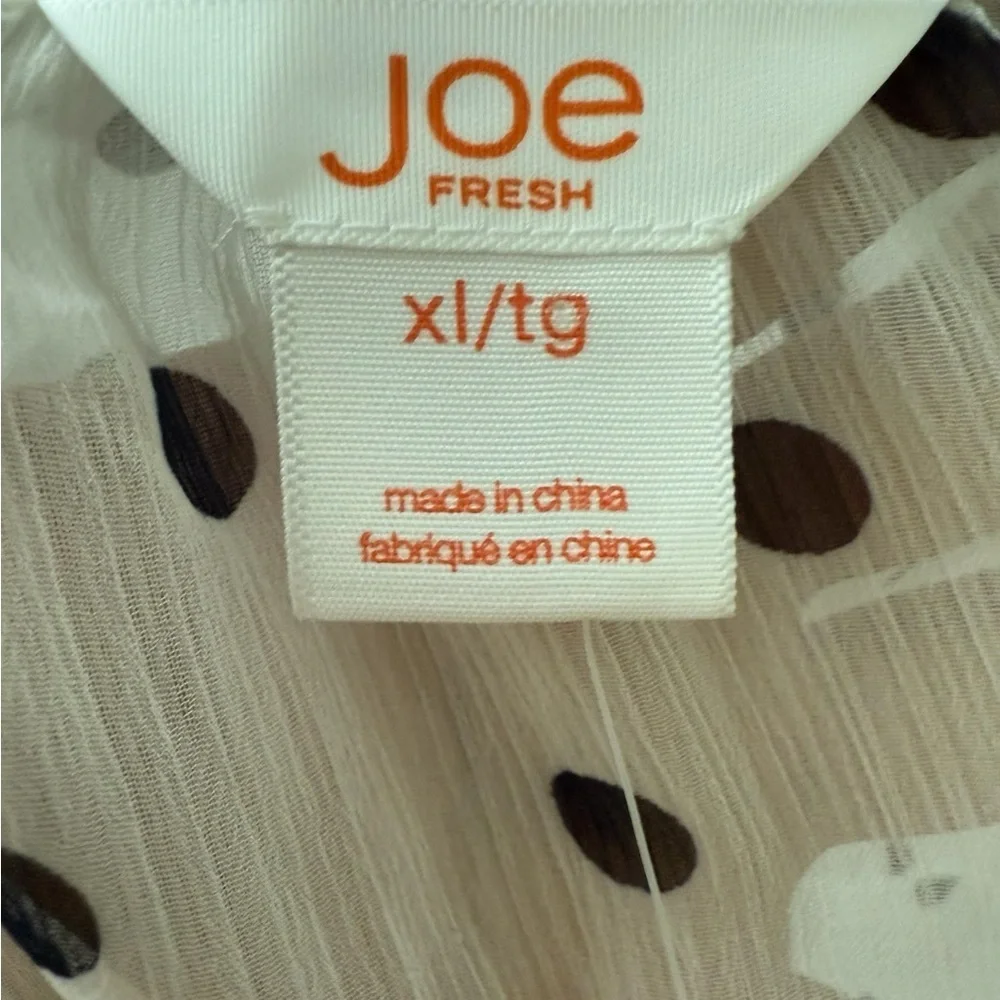 Joe
FRESH
xl/tg
made in china
fabriqué en chine